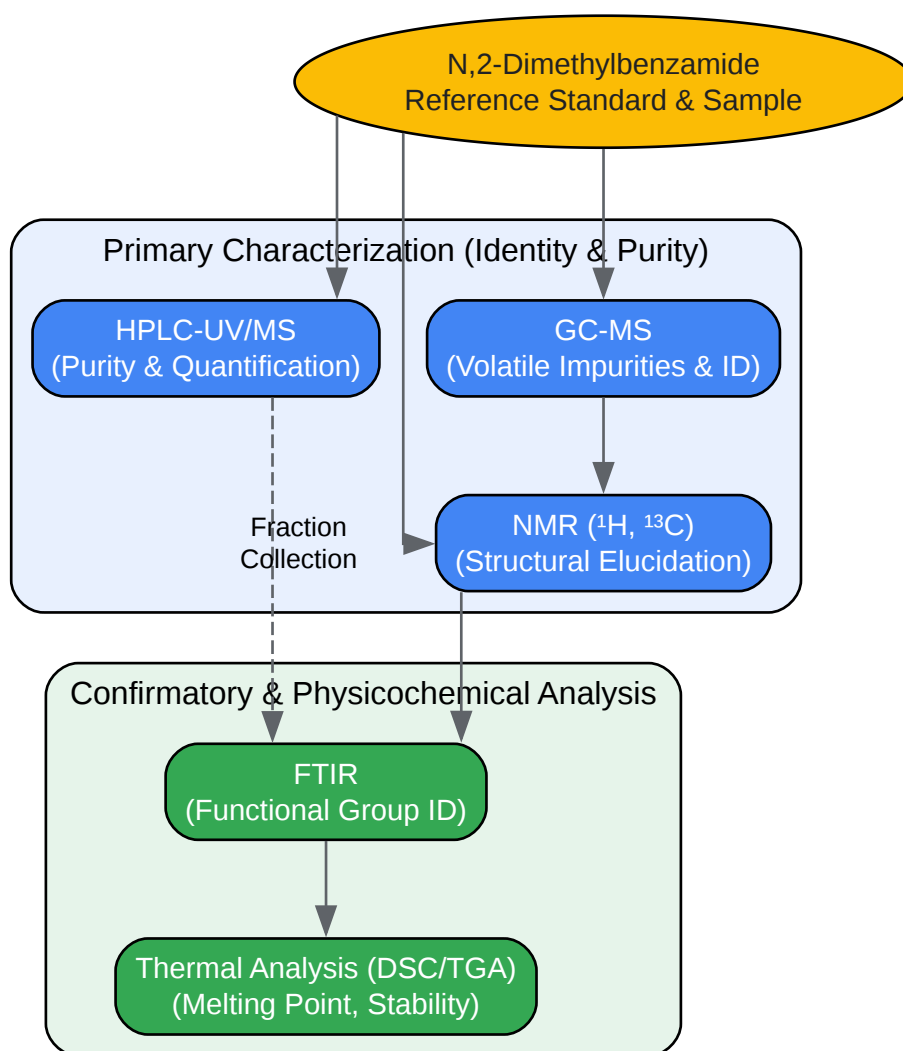 N,2-Dimethylbenzamide
Reference Standard & Sample
Primary Characterization (Identity & Purity)
HPLC-UV/MS
(Purity & Quantification)
GC-MS
(Volatile Impurities & ID)
Fraction
Collection
NMR (¹H, ¹³C)
(Structural Elucidation)
Confirmatory & Physicochemical Analysis
FTIR
(Functional Group ID)
Thermal Analysis (DSC/TGA)
(Melting Point, Stability)